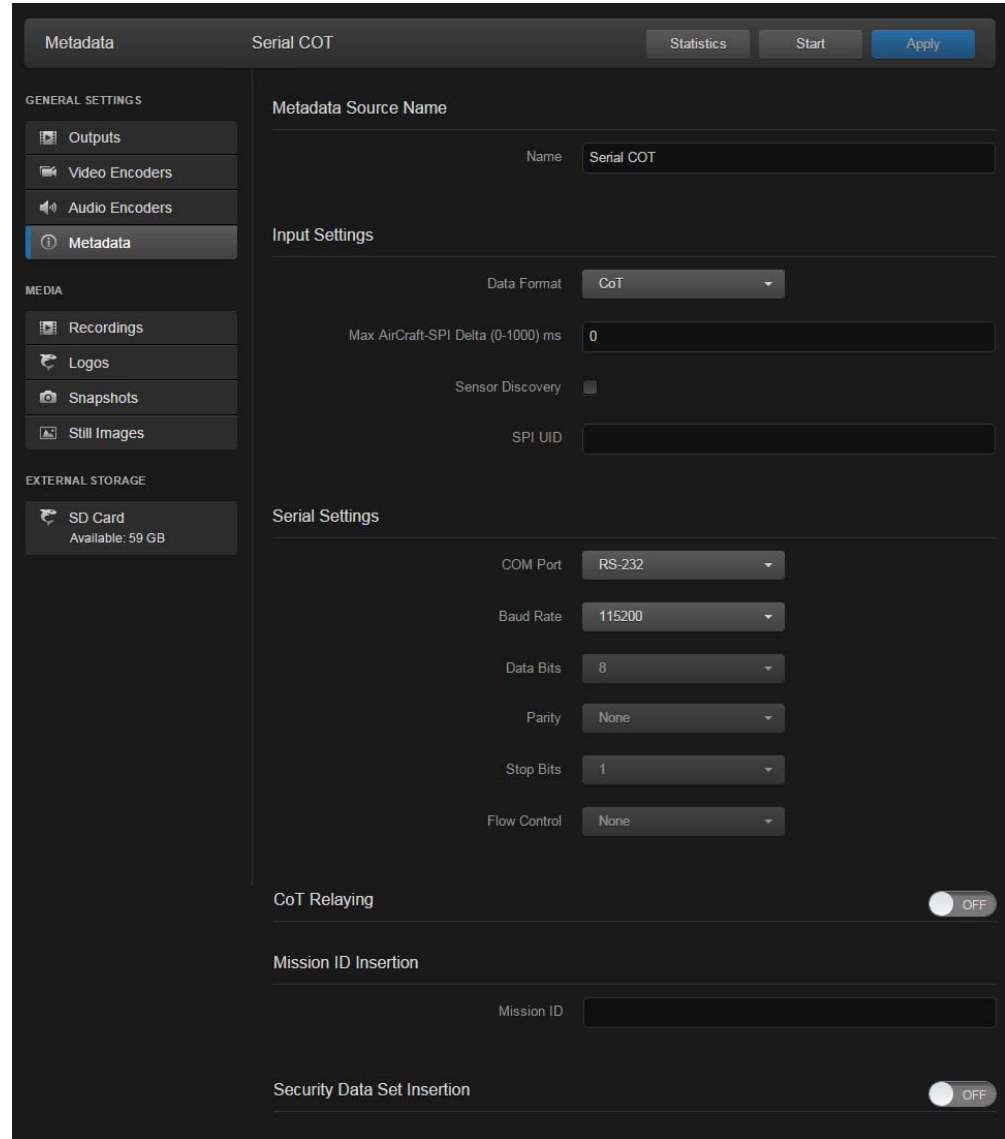 Metadata
Serial COT
Statistics
Start
Apply
GENERAL SETTINGS
Outputs
Video Encoders
Audio Encoders
Metadata
MEDIA
Recordings
Logos
Snapshots
Still Images
EXTERNAL STORAGE
SD Card
Available: 59 GB
Metadata Source Name
Name Serial COT
Input Settings
Data Format CoT
Max AirCraft-SPI Delta (0-1000) ms 0
Sensor Discovery
SPI UID
Serial Settings
COM Port RS-232
Baud Rate 115200
Data Bits 8
Parity None
Stop Bits 1
Flow Control None
CoT Relaying OFF
Mission ID Insertion
Mission ID
Security Data Set Insertion OFF